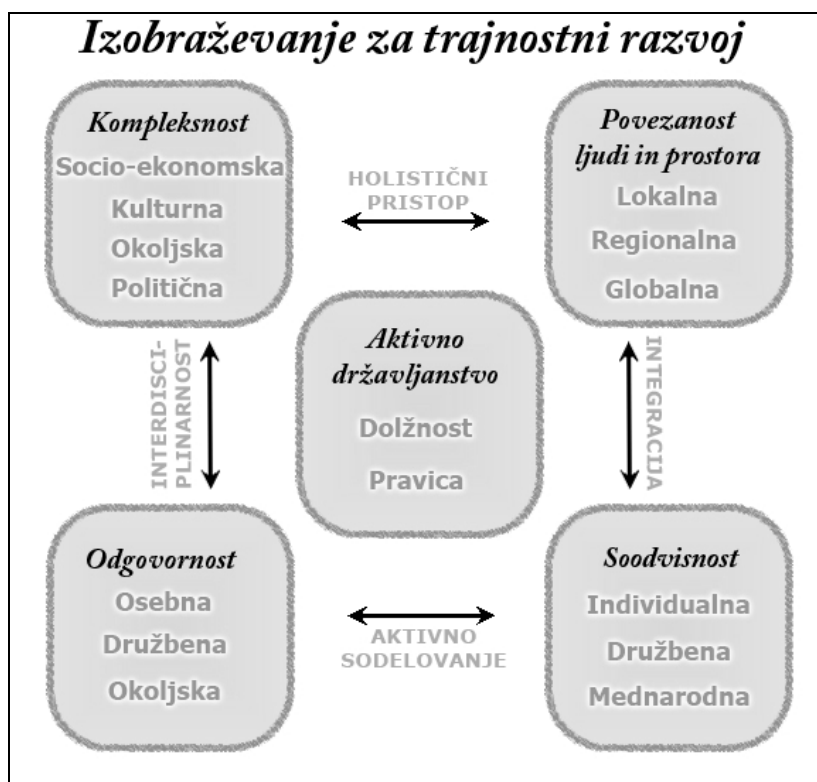 Izobraževanje za trajnostni razvoj
Kompleksnost
Socio-ekonomska
Kulturna
Okoljska
Politična
HOLISTIČNI
PRISTOP
Povezanost
ljudi in prostora
Lokalna
Regionalna
Globalna
INTERDISCI-
PLINARNOST
Aktivno
državljanstvo
Dolžnost
Pravica
INTEGRACIJA
Odgovornost
Osebna
Družbena
Okoljska
AKTIVNO
SODELOVANJE
Soodvisnost
Individualna
Družbena
Mednarodna